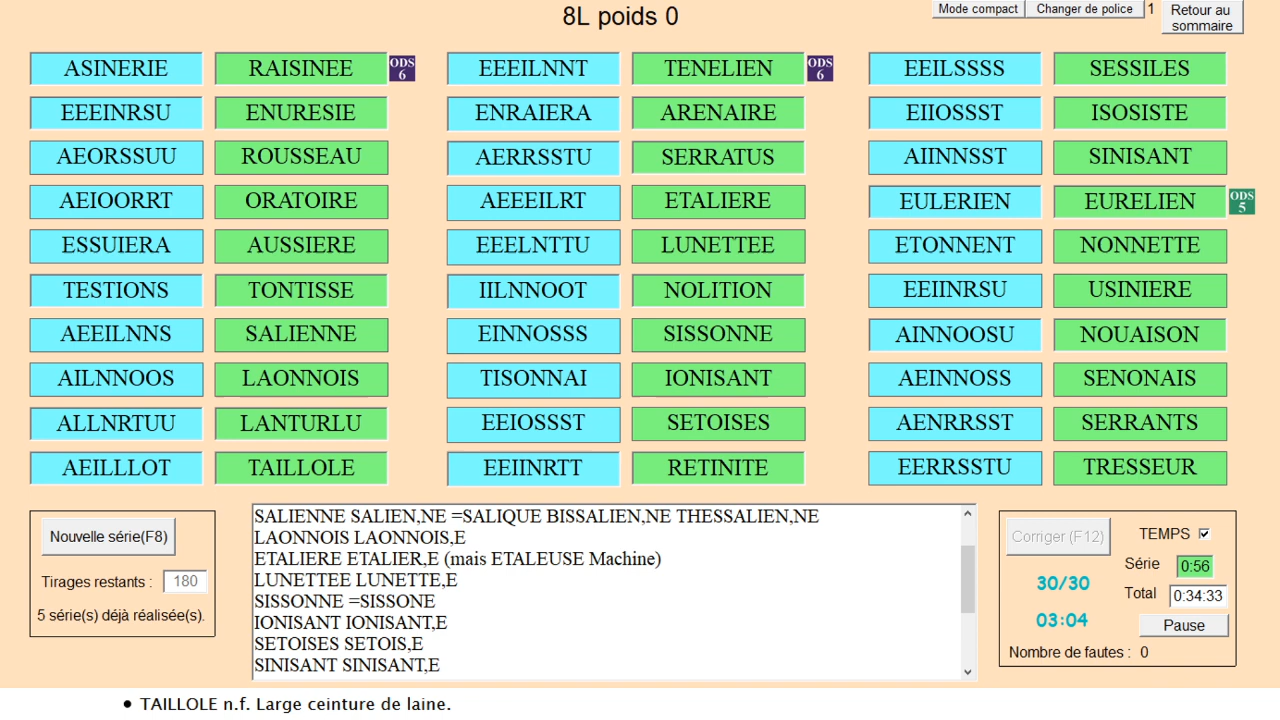 8L poids 0
Mode compact Changer de police 1 Retour au sommaire
ASINERIE RAISINEE ODS 6 EEEILNNT TENELIEN ODS 6 EEILSSSS SESSILES
EEEINRSU ENURESIE ENRAIERA ARENAIRE EIIOSSST ISOSISTE
AEORSSUU ROUSSEAU AERRSSTU SERRATUS AIINNSST SINISANT
AEIOORRT ORATOIRE AEEEILRT ETALIERE EULERIEN EURELIEN ODS 5
ESSUIERA AUSSIERE EEELNTTU LUNETTEE ETONNENT NONNETTE
TESTIONS TONTISSE IILNNOOT NOLITION EEIINRSU USINIERE
AEEILNNS SALIENNE EINNOSSS SISSONNE AINNOOSU NOUAISON
AILNNOOS LAONNOIS TISONNAI IONISANT AEINNOSS SENONAIS
ALLNRTUU LANTURLU EEIOSSST SETOISES AENRRSST SERRANTS
AEILLLOT TAILLOLE EEIINRTT RETINITE EERRSSTU TRESSEUR
Nouvelle série(F8)
Tirages restants : 180
5 série(s) déjà réalisée(s).
SALIENNE SALIEN,NE =SALIQUE BISSALIEN,NE THESSALIEN,NE
LAONNOIS LAONNOIS,E
ETALIERE ETALIER,E (mais ETALEUSE Machine)
LUNETTEE LUNETTE,E
SISSONNE =SISSONE
IONISANT IONISANT,E
SETOISES SETOIS,E
SINISANT SINISANT,E
Corriger (F12) TEMPS
Série 0:56
30/30
Total 0:34:33
03:04 Pause
Nombre de fautes : 0
• TAILLOLE n.f. Large ceinture de laine.